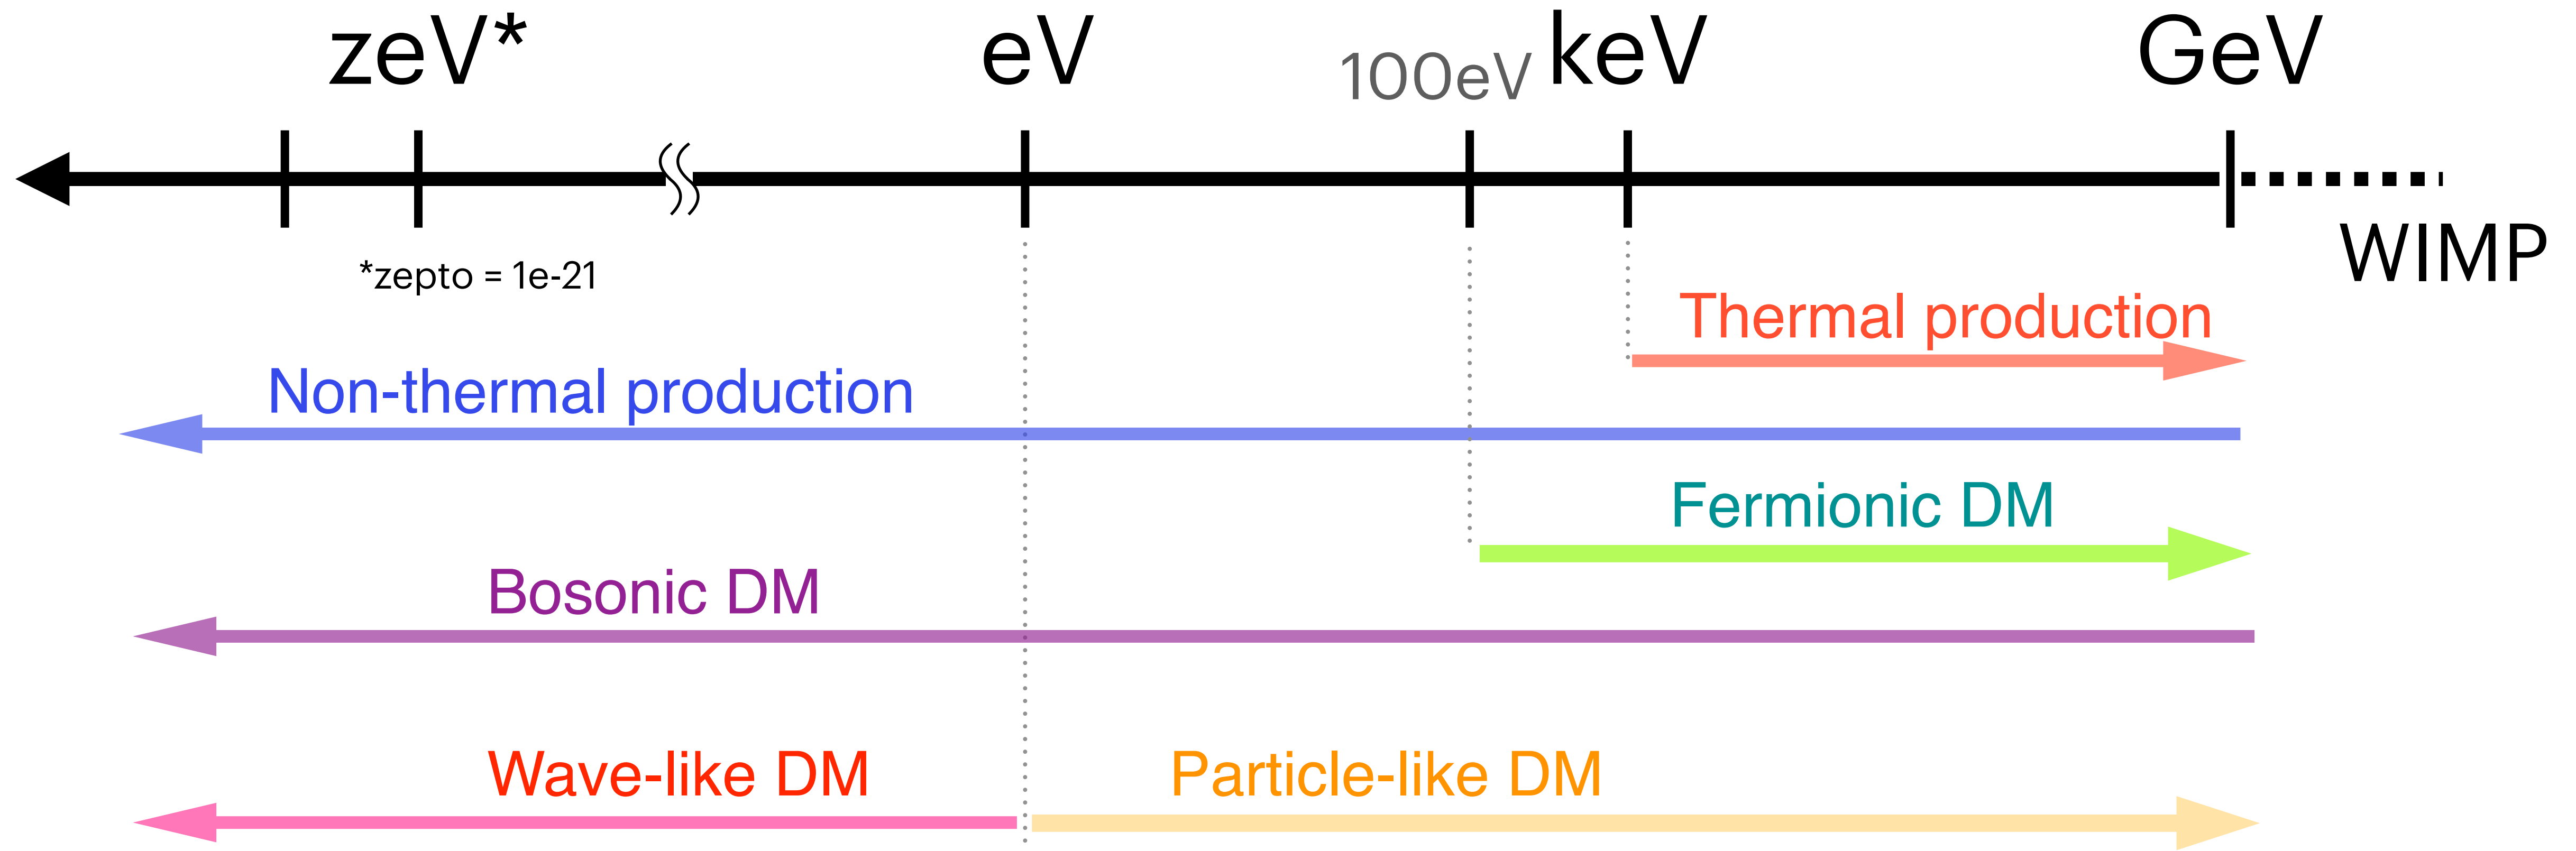 zeV*
eV
100eV
keV
GeV
*zepto = 1e-21
WIMP
Thermal production
Non-thermal production
Fermionic DM
Bosonic DM
Wave-like DM
Particle-like DM